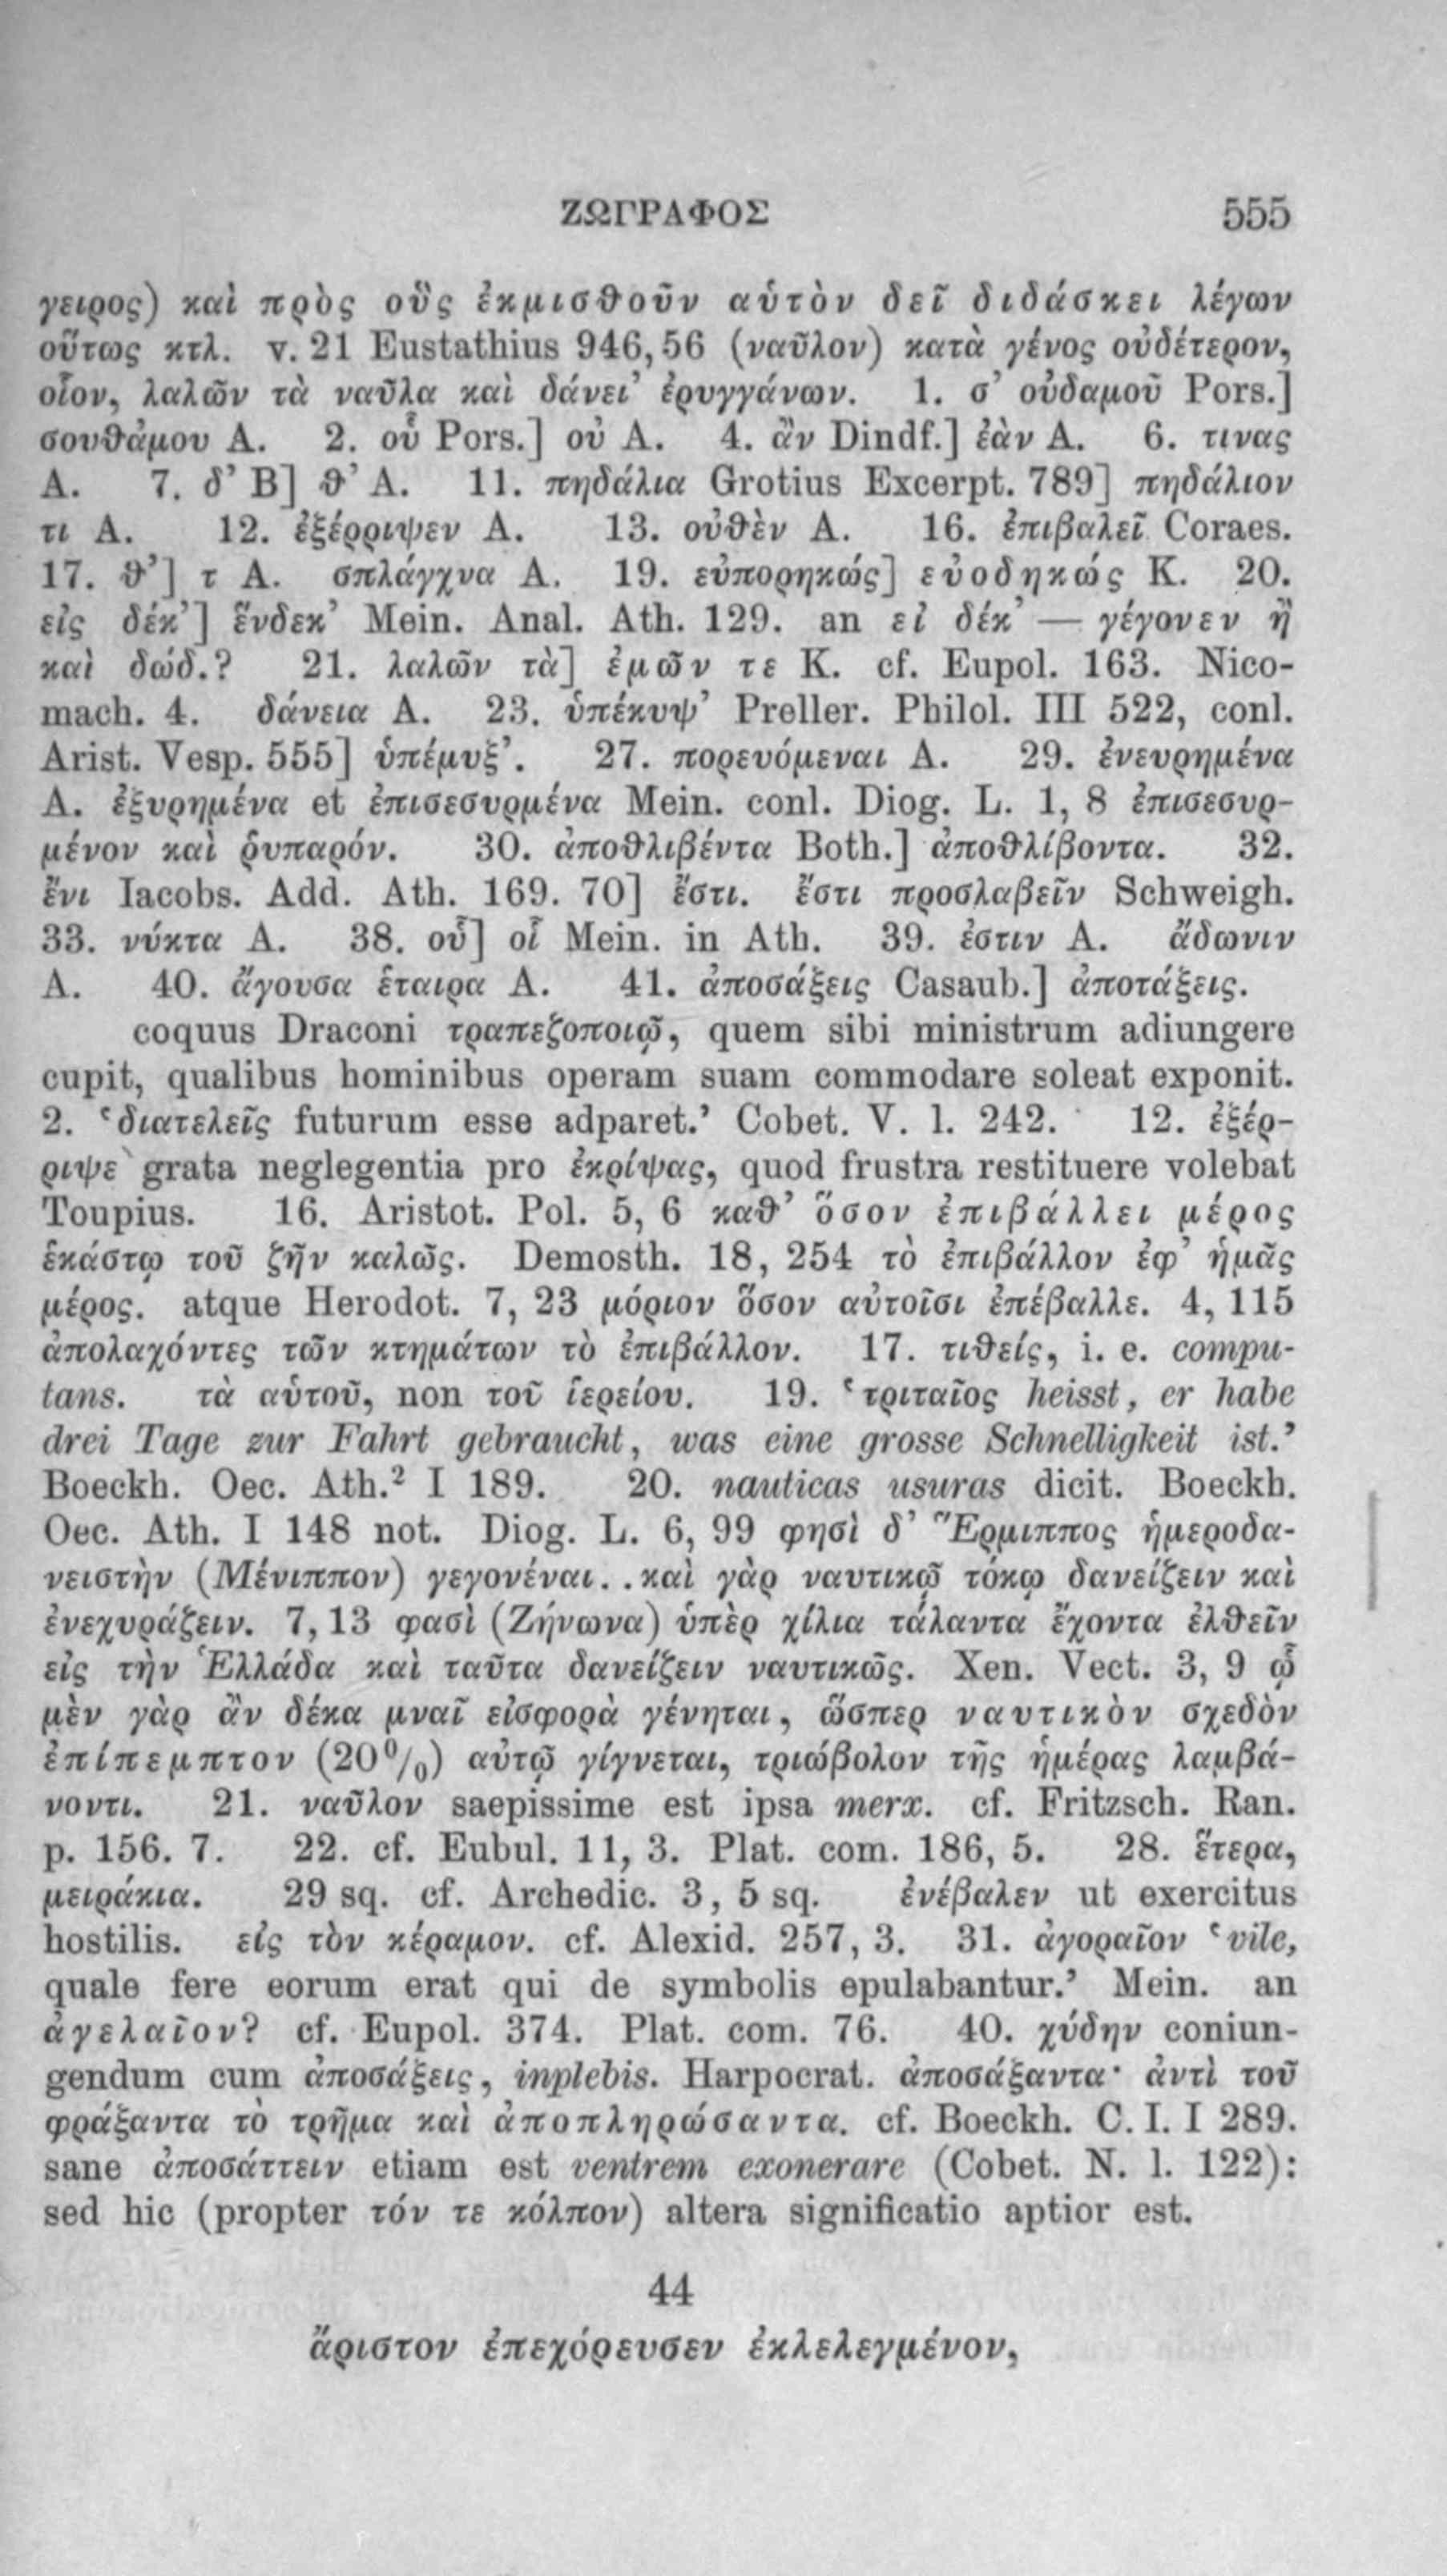 ΖΩΓΡΑΦΟΣ 555
γειρος) καὶ πρὸς οὓς ἐκμισθοῦν αὑτὸν δεῖ διδάσκει λέγων
οὕτως κτλ. v. 21 Eustathius 946, 56 (ναῦλον) κατὰ γένος οὐδέτερον,
οἷον, λαλῶν τὰ ναῦλα καὶ δάνει’ ἐρυγγάνων. 1. σ’ οὐδαμοῦ Pors.]
σουθάμου A. 2. οὗ Pors.] οὐ A. 4. ἂν Dindf.] ἐὰν A. 6. τινας
A. 7. δ’ B] θ’ A. 11. πηδάλια Grotius Excerpt. 789] πηδάλιον
τι A. 12. ἐξέρριψεν A. 13. οὐθὲν A. 16. ἐπιβαλεῖ Coraes.
17. θ’] τ A. σπλάγχνα A. 19. εὐπορηκώς] εὐοδηκώς K. 20.
εἰς δέκ’] ἕνδεκ’ Mein. Anal. Ath. 129. an εἰ δέκ’ — γέγονεν ἢ
καὶ δώδ.? 21. λαλῶν τὰ] ἐμῶν τε K. cf. Eupol. 163. Nico-
mach. 4. δάνεια A. 23. ὑπέκυψ’ Preller. Philol. III 522, conl.
Arist. Vesp. 555] ὑπέμυξ’. 27. πορευόμεναι A. 29. ἐνευρημένα
A. ἐξυρημένα et ἐπισεσυρμένα Mein. conl. Diog. L. 1, 8 ἐπισεσυρ-
μένον καὶ ῥυπαρόν. 30. ἀποθλιβέντα Both.] ἀποθλίβοντα. 32.
ἔνι Iacobs. Add. Ath. 169. 70] ἔστι. ἔστι προσλαβεῖν Schweigh.
33. νύκτα A. 38. οὗ] οἷ Mein. in Ath. 39. ἐστιν A. ἄδωνιν
A. 40. ἄγουσα ἑταιρα A. 41. ἀποσάξεις Casaub.] ἀποτάξεις.
coquus Draconi τραπεζοποιῷ, quem sibi ministrum adiungere
cupit, qualibus hominibus operam suam commodare soleat exponit.
2. ‘διατελεῖς futurum esse adparet.’ Cobet. V. l. 242. 12. ἐξέρ-
ριψε grata neglegentia pro ἐκρίψας, quod frustra restituere volebat
Toupius. 16. Aristot. Pol. 5, 6 καθ’ ὅσον ἐπιβάλλει μέρος
ἑκάστῳ τοῦ ζῆν καλῶς. Demosth. 18, 254 τὸ ἐπιβάλλον ἐφ’ ἡμᾶς
μέρος. atque Herodot. 7, 23 μόριον ὅσον αὐτοῖσι ἐπέβαλλε. 4, 115
ἀπολαχόντες τῶν κτημάτων τὸ ἐπιβάλλον. 17. τιθείς, i. e. compu-
tans. τὰ αὑτοῦ, non τοῦ ἱερείου. 19. ‘τριταῖος heisst, er habe
drei Tage zur Fahrt gebraucht, was eine grosse Schnelligkeit ist.’
Boeckh. Oec. Ath.² I 189. 20. nauticas usuras dicit. Boeckh.
Oec. Ath. I 148 not. Diog. L. 6, 99 φησὶ δ’ Ἕρμιππος ἡμεροδα-
νειστὴν (Μένιππον) γεγονέναι..καὶ γὰρ ναυτικῷ τόκῳ δανείζειν καὶ
ἐνεχυράζειν. 7, 13 φασὶ (Ζήνωνα) ὑπὲρ χίλια τάλαντα ἔχοντα ἐλθεῖν
εἰς τὴν Ἑλλάδα καὶ ταῦτα δανείζειν ναυτικῶς. Xen. Vect. 3, 9 ᾧ
μὲν γὰρ ἂν δέκα μναῖ εἰσφορὰ γένηται, ὥσπερ ναυτικὸν σχεδὸν
ἐπίπεμπτον (20⁰/₀) αὐτῷ γίγνεται, τριώβολον τῆς ἡμέρας λαμβά-
νοντι. 21. ναῦλον saepissime est ipsa merx. cf. Fritzsch. Ran.
p. 156. 7. 22. cf. Eubul. 11, 3. Plat. com. 186, 5. 28. ἕτερα,
μειράκια. 29 sq. cf. Archedic. 3, 5 sq. ἐνέβαλεν ut exercitus
hostilis. εἰς τὸν κέραμον. cf. Alexid. 257, 3. 31. ἀγοραῖον ‘vile,
quale fere eorum erat qui de symbolis epulabantur.’ Mein. an
ἀγελαῖον? cf. Eupol. 374. Plat. com. 76. 40. χύδην coniun-
gendum cum ἀποσάξεις, inplebis. Harpocrat. ἀποσάξαντα· ἀντὶ τοῦ
φράξαντα τὸ τρῆμα καὶ ἀποπληρώσαντα. cf. Boeckh. C. I. I 289.
sane ἀποσάττειν etiam est ventrem exonerare (Cobet. N. l. 122):
sed hic (propter τόν τε κόλπον) altera significatio aptior est.
44
ἄριστον ἐπεχόρευσεν ἐκλελεγμένον,